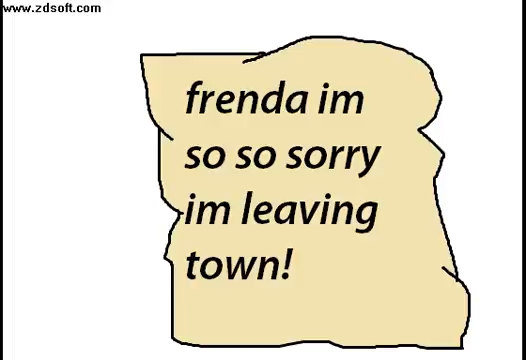 www.zdsoft.com
frenda im
so so sorry
im leaving
town!